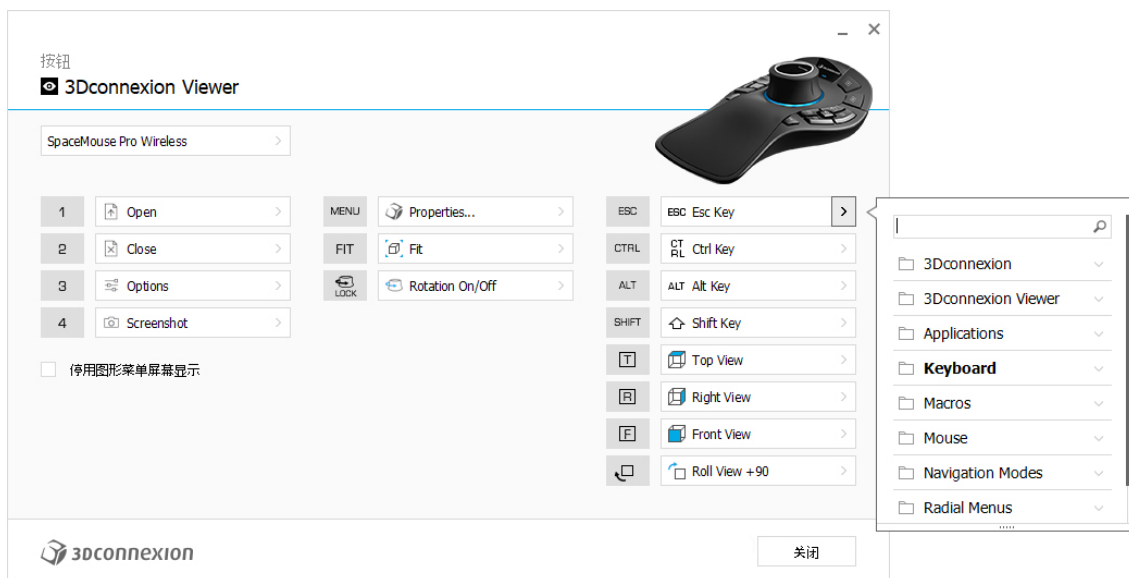 按钮
3Dconnexion Viewer
SpaceMouse Pro Wireless
1 Open
2 Close
3 Options
4 Screenshot
停用图形菜单屏幕显示
MENU Properties...
FIT Fit
LOCK Rotation On/Off
ESC ESC Esc Key
CTRL CTRL Ctrl Key
ALT ALT Alt Key
SHIFT Shift Key
T Top View
R Right View
F Front View
Roll View +90
3Dconnexion
3Dconnexion Viewer
Applications
Keyboard
Macros
Mouse
Navigation Modes
Radial Menus
3Dconnexion
关闭